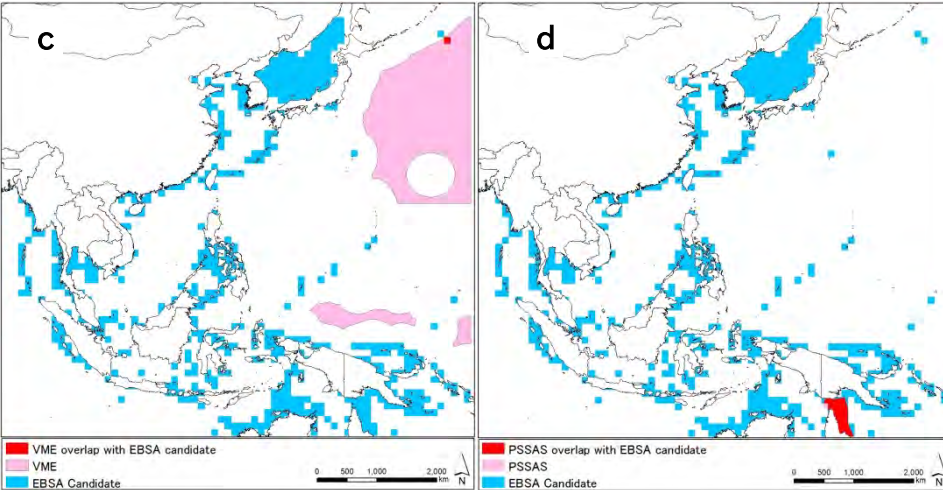 c
VME overlap with EBSA candidate
VME
EBSA Candidate
0 500 1,000 2,000
km
N
d
PSSAS overlap with EBSA candidate
PSSAS
EBSA Candidate
0 500 1,000 2,000
km
N